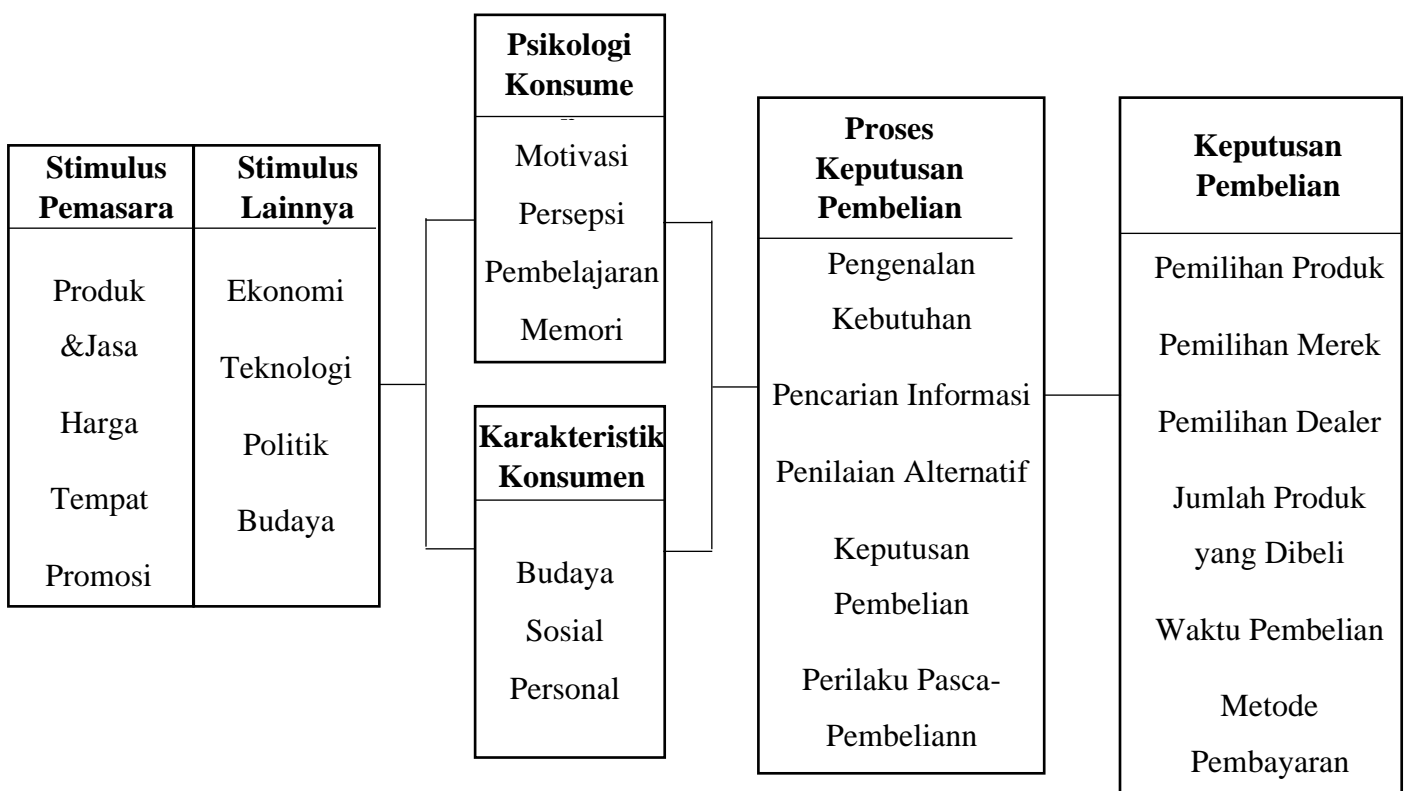 Stimulus
Pemasara
Produk
&Jasa
Harga
Tempat
Promosi
Stimulus
Lainnya
Ekonomi
Teknologi
Politik
Budaya
Psikologi
Konsume
Motivasi
Persepsi
Pembelajaran
Memori
Karakteristik
Konsumen
Budaya
Sosial
Personal
Proses
Keputusan
Pembelian
Pengenalan
Kebutuhan
Pencarian Informasi
Penilaian Alternatif
Keputusan
Pembelian
Perilaku Pasca-
Pembeliann
Keputusan
Pembelian
Pemilihan Produk
Pemilihan Merek
Pemilihan Dealer
Jumlah Produk
yang Dibeli
Waktu Pembelian
Metode
Pembayaran